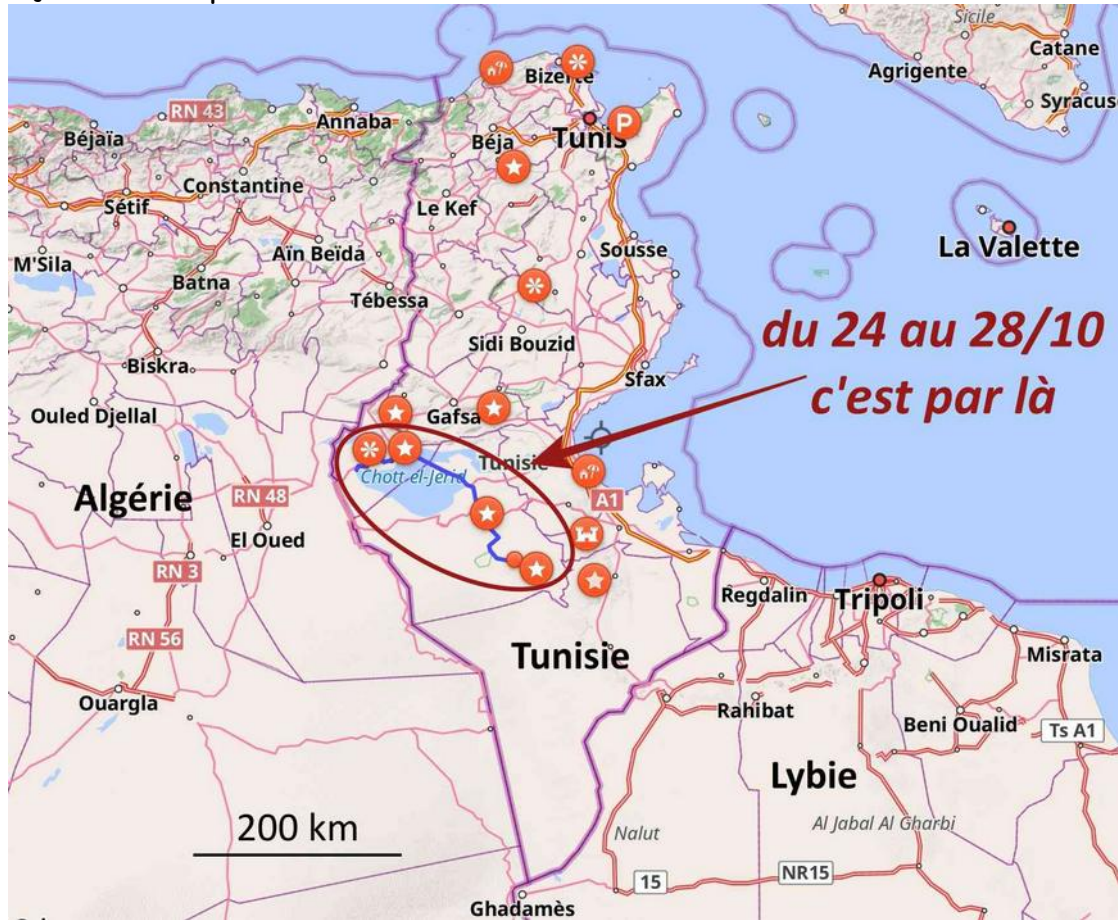 Sicile
Catane
Agrigente
Syracus
Bizerte
RN 43
Annaba
Béjaïa
Béja
Tunis
P
Constantine
Sétif
Le Kef
Aïn Beïda
Sousse
La Valette
M'Sila
Batna
Tébessa
du 24 au 28/10
c'est par là
Sidi Bouzid
Biskra
Sfax
Ouled Djellal
Gafsa
Tunisie
Chott el-Jerid
Algérie
RN 48
A1
El Oued
RN 3
Regdalin
Tripoli
RN 56
Tunisie
Misrata
Ouargla
Rahibat
Beni Oualid
Ts A1
Lybie
200 km
Nalut
Al Jabal Al Gharbi
15
NR15
Ghadamès